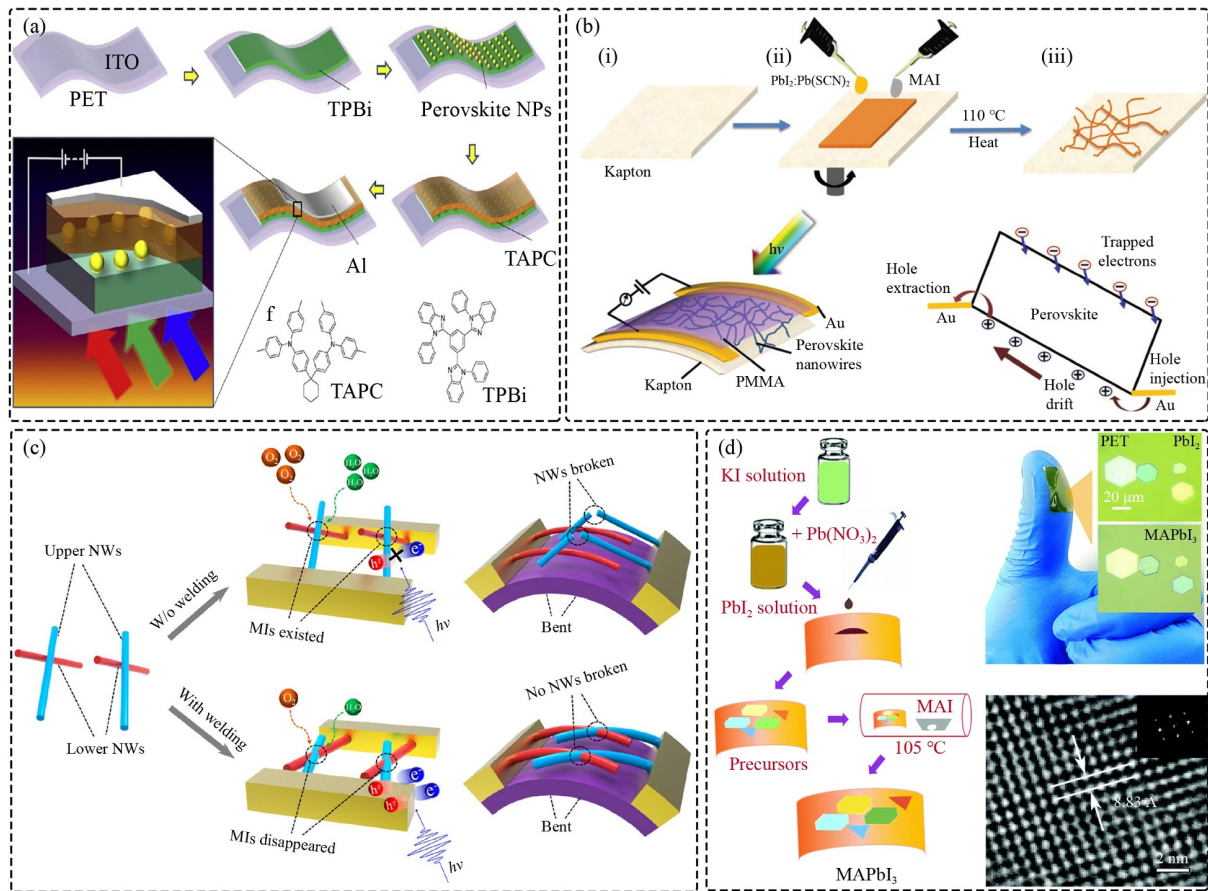 (a)
ITO
PET
TPBi
Perovskite NPs
Al
TAPC
f
TAPC
TPBi
(b)
(i)
(ii)
(iii)
PbI₂:Pb(SCN)₂
MAI
110 ℃
Heat
Kapton
hν
Au
Perovskite
nanowires
PMMA
Kapton
Trapped
electrons
Hole
extraction
Au
Perovskite
Hole
drift
Hole
injection
Au
(c)
O₂
O₂
O₂
H₂O
H₂O
H₂O
H₂O
NWs broken
Upper NWs
W/o welding
h⁺
e⁻
e⁻
MIs existed
hν
Bent
Lower NWs
With welding
O₂
H₂O
No NWs broken
h⁺
h⁺
e⁻
e⁻
MIs disappeared
hν
Bent
(d)
KI solution
+ Pb(NO₃)₂
PbI₂ solution
Precursors
MAI
105 ℃
MAPbI₃
PET
PbI₂
20 μm
MAPbI₃
8.83 Å
2 nm